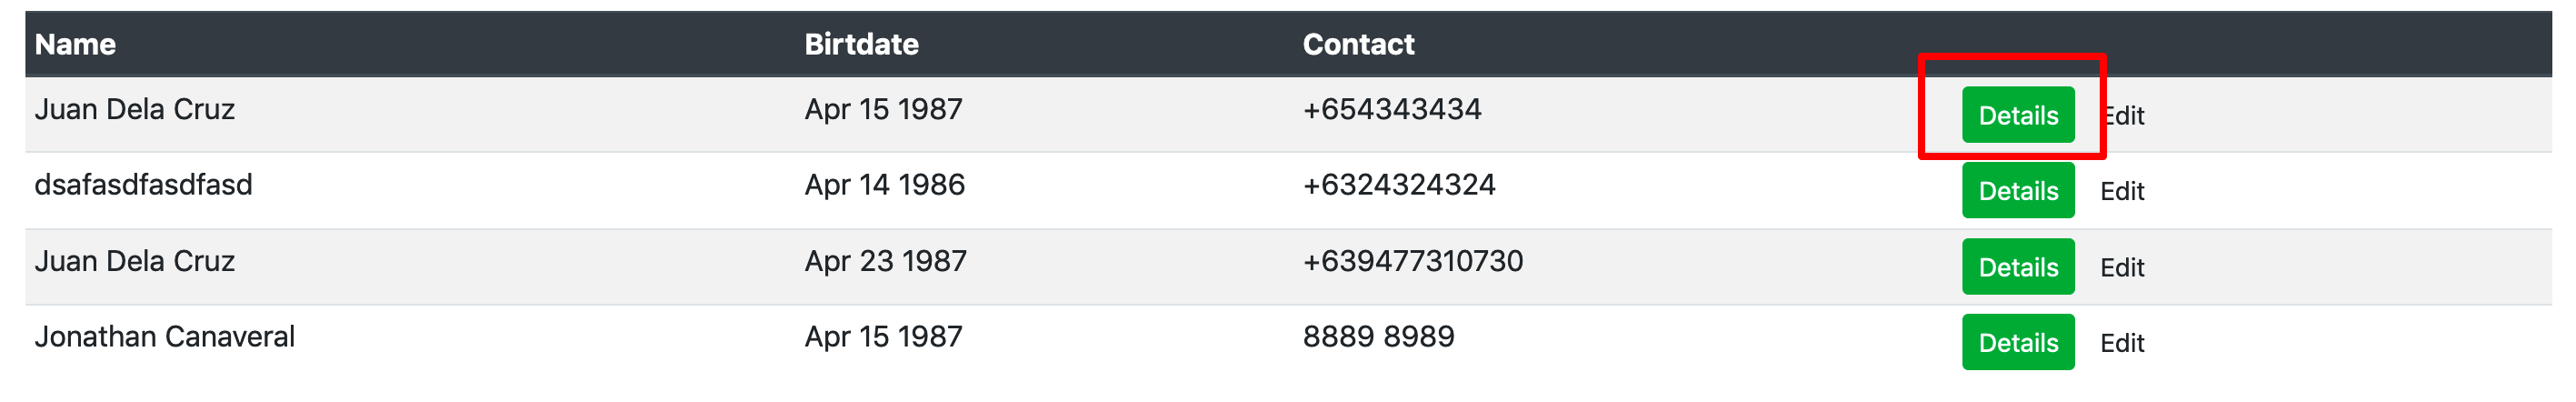 Name Birtdate Contact
Juan Dela Cruz Apr 15 1987 +654343434 Details Edit
dsafasdfasdfasd Apr 14 1986 +6324324324 Details Edit
Juan Dela Cruz Apr 23 1987 +639477310730 Details Edit
Jonathan Canaveral Apr 15 1987 8889 8989 Details Edit